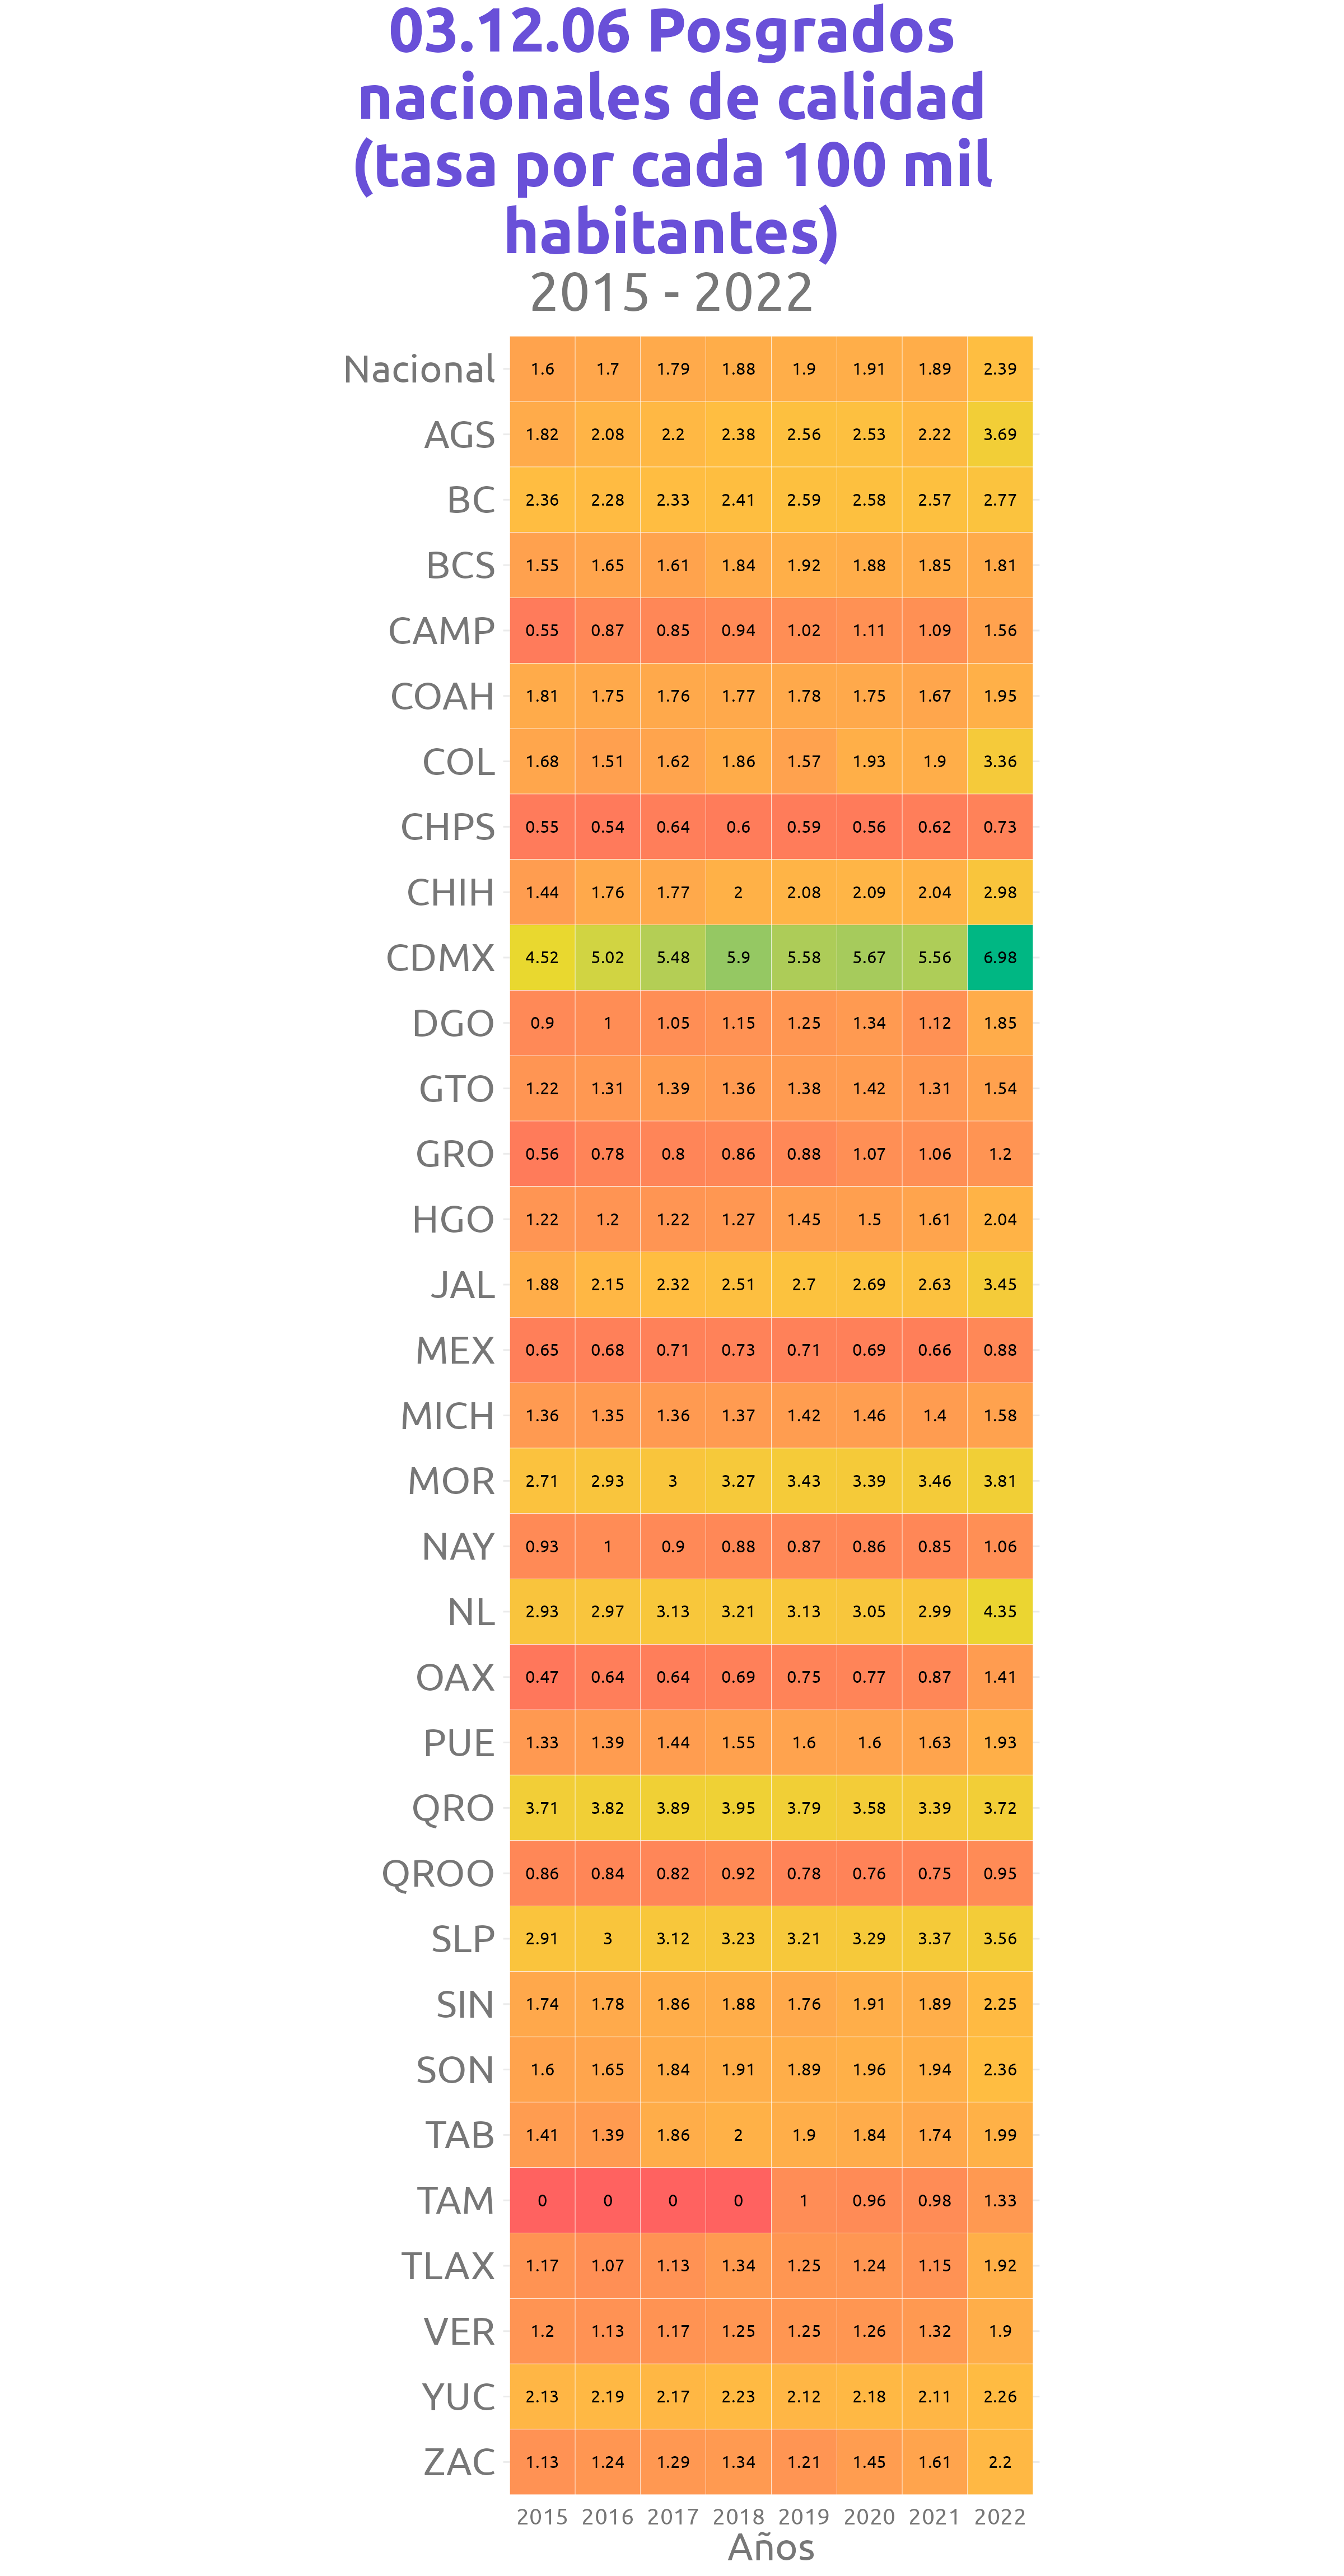 03.12.06 Posgrados
nacionales de calidad
(tasa por cada 100 mil
habitantes)
2015 - 2022
Nacional 1.6 1.7 1.79 1.88 1.9 1.91 1.89 2.39
AGS 1.82 2.08 2.2 2.38 2.56 2.53 2.22 3.69
BC 2.36 2.28 2.33 2.41 2.59 2.58 2.57 2.77
BCS 1.55 1.65 1.61 1.84 1.92 1.88 1.85 1.81
CAMP 0.55 0.87 0.85 0.94 1.02 1.11 1.09 1.56
COAH 1.81 1.75 1.76 1.77 1.78 1.75 1.67 1.95
COL 1.68 1.51 1.62 1.86 1.57 1.93 1.9 3.36
CHPS 0.55 0.54 0.64 0.6 0.59 0.56 0.62 0.73
CHIH 1.44 1.76 1.77 2 2.08 2.09 2.04 2.98
CDMX 4.52 5.02 5.48 5.9 5.58 5.67 5.56 6.98
DGO 0.9 1 1.05 1.15 1.25 1.34 1.12 1.85
GTO 1.22 1.31 1.39 1.36 1.38 1.42 1.31 1.54
GRO 0.56 0.78 0.8 0.86 0.88 1.07 1.06 1.2
HGO 1.22 1.2 1.22 1.27 1.45 1.5 1.61 2.04
JAL 1.88 2.15 2.32 2.51 2.7 2.69 2.63 3.45
MEX 0.65 0.68 0.71 0.73 0.71 0.69 0.66 0.88
MICH 1.36 1.35 1.36 1.37 1.42 1.46 1.4 1.58
MOR 2.71 2.93 3 3.27 3.43 3.39 3.46 3.81
NAY 0.93 1 0.9 0.88 0.87 0.86 0.85 1.06
NL 2.93 2.97 3.13 3.21 3.13 3.05 2.99 4.35
OAX 0.47 0.64 0.64 0.69 0.75 0.77 0.87 1.41
PUE 1.33 1.39 1.44 1.55 1.6 1.6 1.63 1.93
QRO 3.71 3.82 3.89 3.95 3.79 3.58 3.39 3.72
QROO 0.86 0.84 0.82 0.92 0.78 0.76 0.75 0.95
SLP 2.91 3 3.12 3.23 3.21 3.29 3.37 3.56
SIN 1.74 1.78 1.86 1.88 1.76 1.91 1.89 2.25
SON 1.6 1.65 1.84 1.91 1.89 1.96 1.94 2.36
TAB 1.41 1.39 1.86 2 1.9 1.84 1.74 1.99
TAM 0 0 0 0 1 0.96 0.98 1.33
TLAX 1.17 1.07 1.13 1.34 1.25 1.24 1.15 1.92
VER 1.2 1.13 1.17 1.25 1.25 1.26 1.32 1.9
YUC 2.13 2.19 2.17 2.23 2.12 2.18 2.11 2.26
ZAC 1.13 1.24 1.29 1.34 1.21 1.45 1.61 2.2
2015 2016 2017 2018 2019 2020 2021 2022
Años